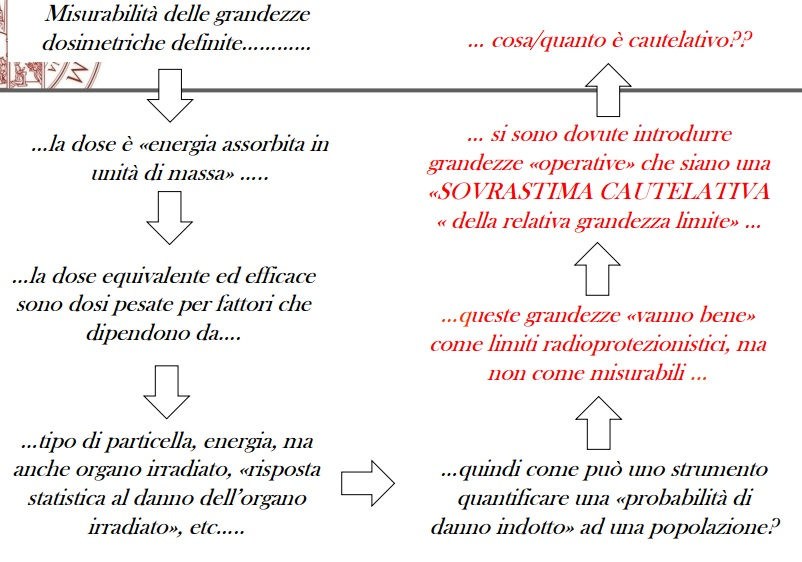 Misurabilità delle grandezze
dosimetriche definite............
...la dose è «energia assorbita in
unità di massa» .....
...la dose equivalente ed efficace
sono dosi pesate per fattori che
dipendono da....
...tipo di particella, energia, ma
anche organo irradiato, «risposta
statistica al danno dell’organo
irradiato», etc.....
...quindi come può uno strumento
quantificare una «probabilità di
danno indotto» ad una popolazione?
...queste grandezze «vanno bene»
come limiti radioprotezionistici, ma
non come misurabili ...
... si sono dovute introdurre
grandezze «operative» che siano una
«SOVRASTIMA CAUTELATIVA
« della relativa grandezza limite» ...
... cosa/quanto è cautelativo??